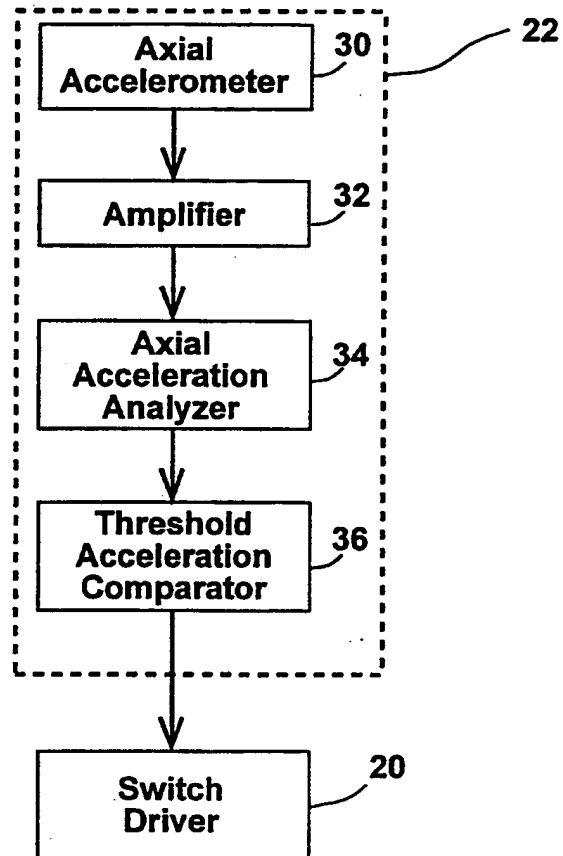 22
Axial
Accelerometer
30
Amplifier
32
Axial
Acceleration
Analyzer
34
Threshold
Acceleration
Comparator
36
Switch
Driver
20